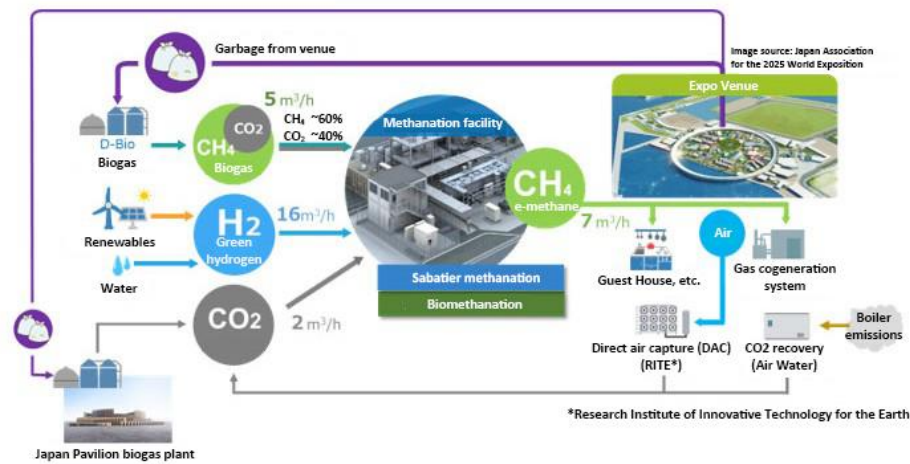 Garbage from venue
Image source: Japan Association
for the 2025 World Exposition
Expo Venue
5 m³/h
CH₄ ~60%
CO₂ ~40%
D-Bio
Biogas
CO2
CH4
Biogas
Methanation facility
CH4
e-methane
7 m³/h
Renewables
H2
Green
hydrogen
16m³/h
Water
Air
Guest House, etc.
Gas cogeneration
system
Sabatier methanation
Biomethanation
CO2
2 m³/h
Boiler
emissions
Direct air capture (DAC)
(RITE*)
CO2 recovery
(Air Water)
*Research Institute of Innovative Technology for the Earth
Japan Pavilion biogas plant